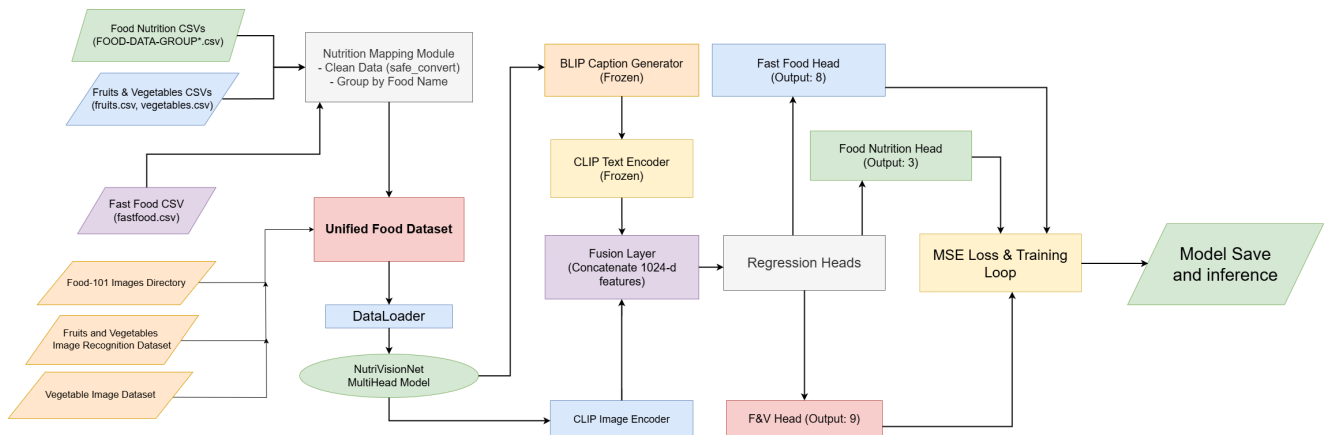 Food Nutrition CSVs
(FOOD-DATA-GROUP*.csv)
Fruits & Vegetables CSVs
(fruits.csv, vegetables.csv)
Fast Food CSV
(fastfood.csv)
Food-101 Images Directory
Fruits and Vegetables
Image Recognition Dataset
Vegetable Image Dataset
Nutrition Mapping Module
- Clean Data (safe_convert)
- Group by Food Name
Unified Food Dataset
DataLoader
NutriVisionNet
MultiHead Model
BLIP Caption Generator
(Frozen)
CLIP Text Encoder
(Frozen)
Fusion Layer
(Concatenate 1024-d
features)
CLIP Image Encoder
Fast Food Head
(Output: 8)
Food Nutrition Head
(Output: 3)
Regression Heads
F&V Head (Output: 9)
MSE Loss & Training
Loop
Model Save
and inference